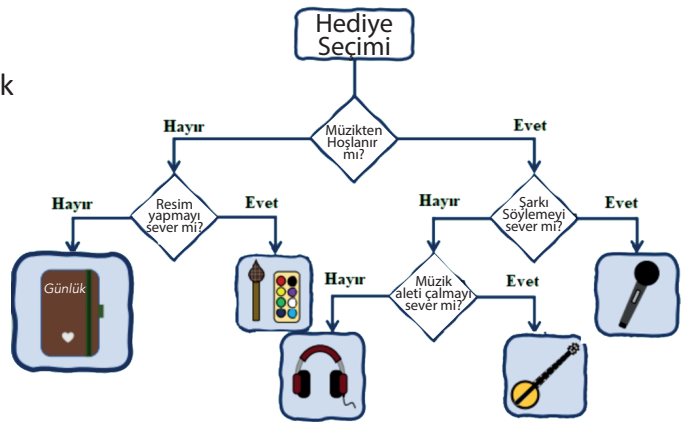 Hediye
Seçimi
k
Hayır
Müzikten
Hoşlanır
mı?
Evet
Hayır
Resim
yapmayı
sever mi?
Evet
Hayır
Şarkı
Söylemeyi
sever mi?
Evet
Günlük
Hayır
Müzik
aleti çalmayı
sever mi?
Evet